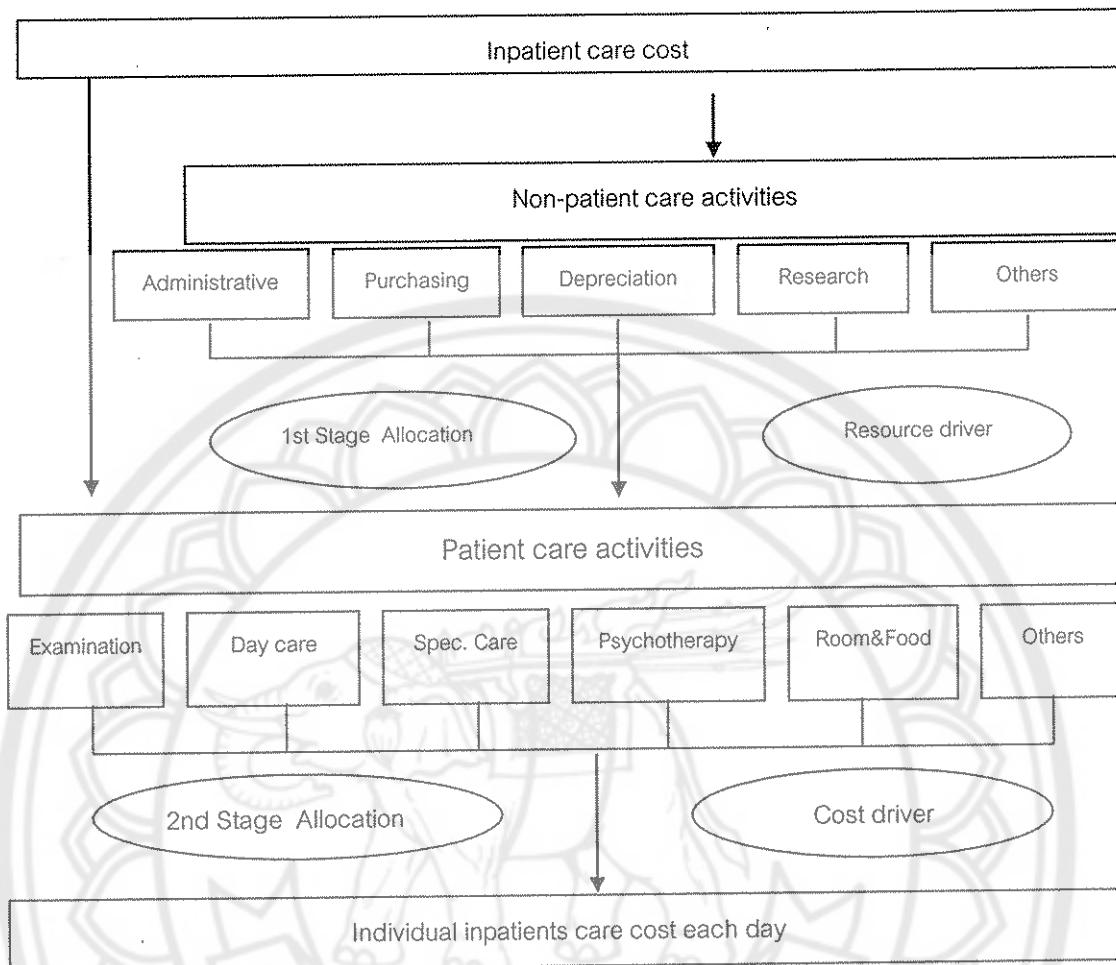 Inpatient care cost
Non-patient care activities
Administrative
Purchasing
Depreciation
Research
Others
1st Stage Allocation
Resource driver
Patient care activities
Examination
Day care
Spec. Care
Psychotherapy
Room&Food
Others
2nd Stage Allocation
Cost driver
Individual inpatients care cost each day